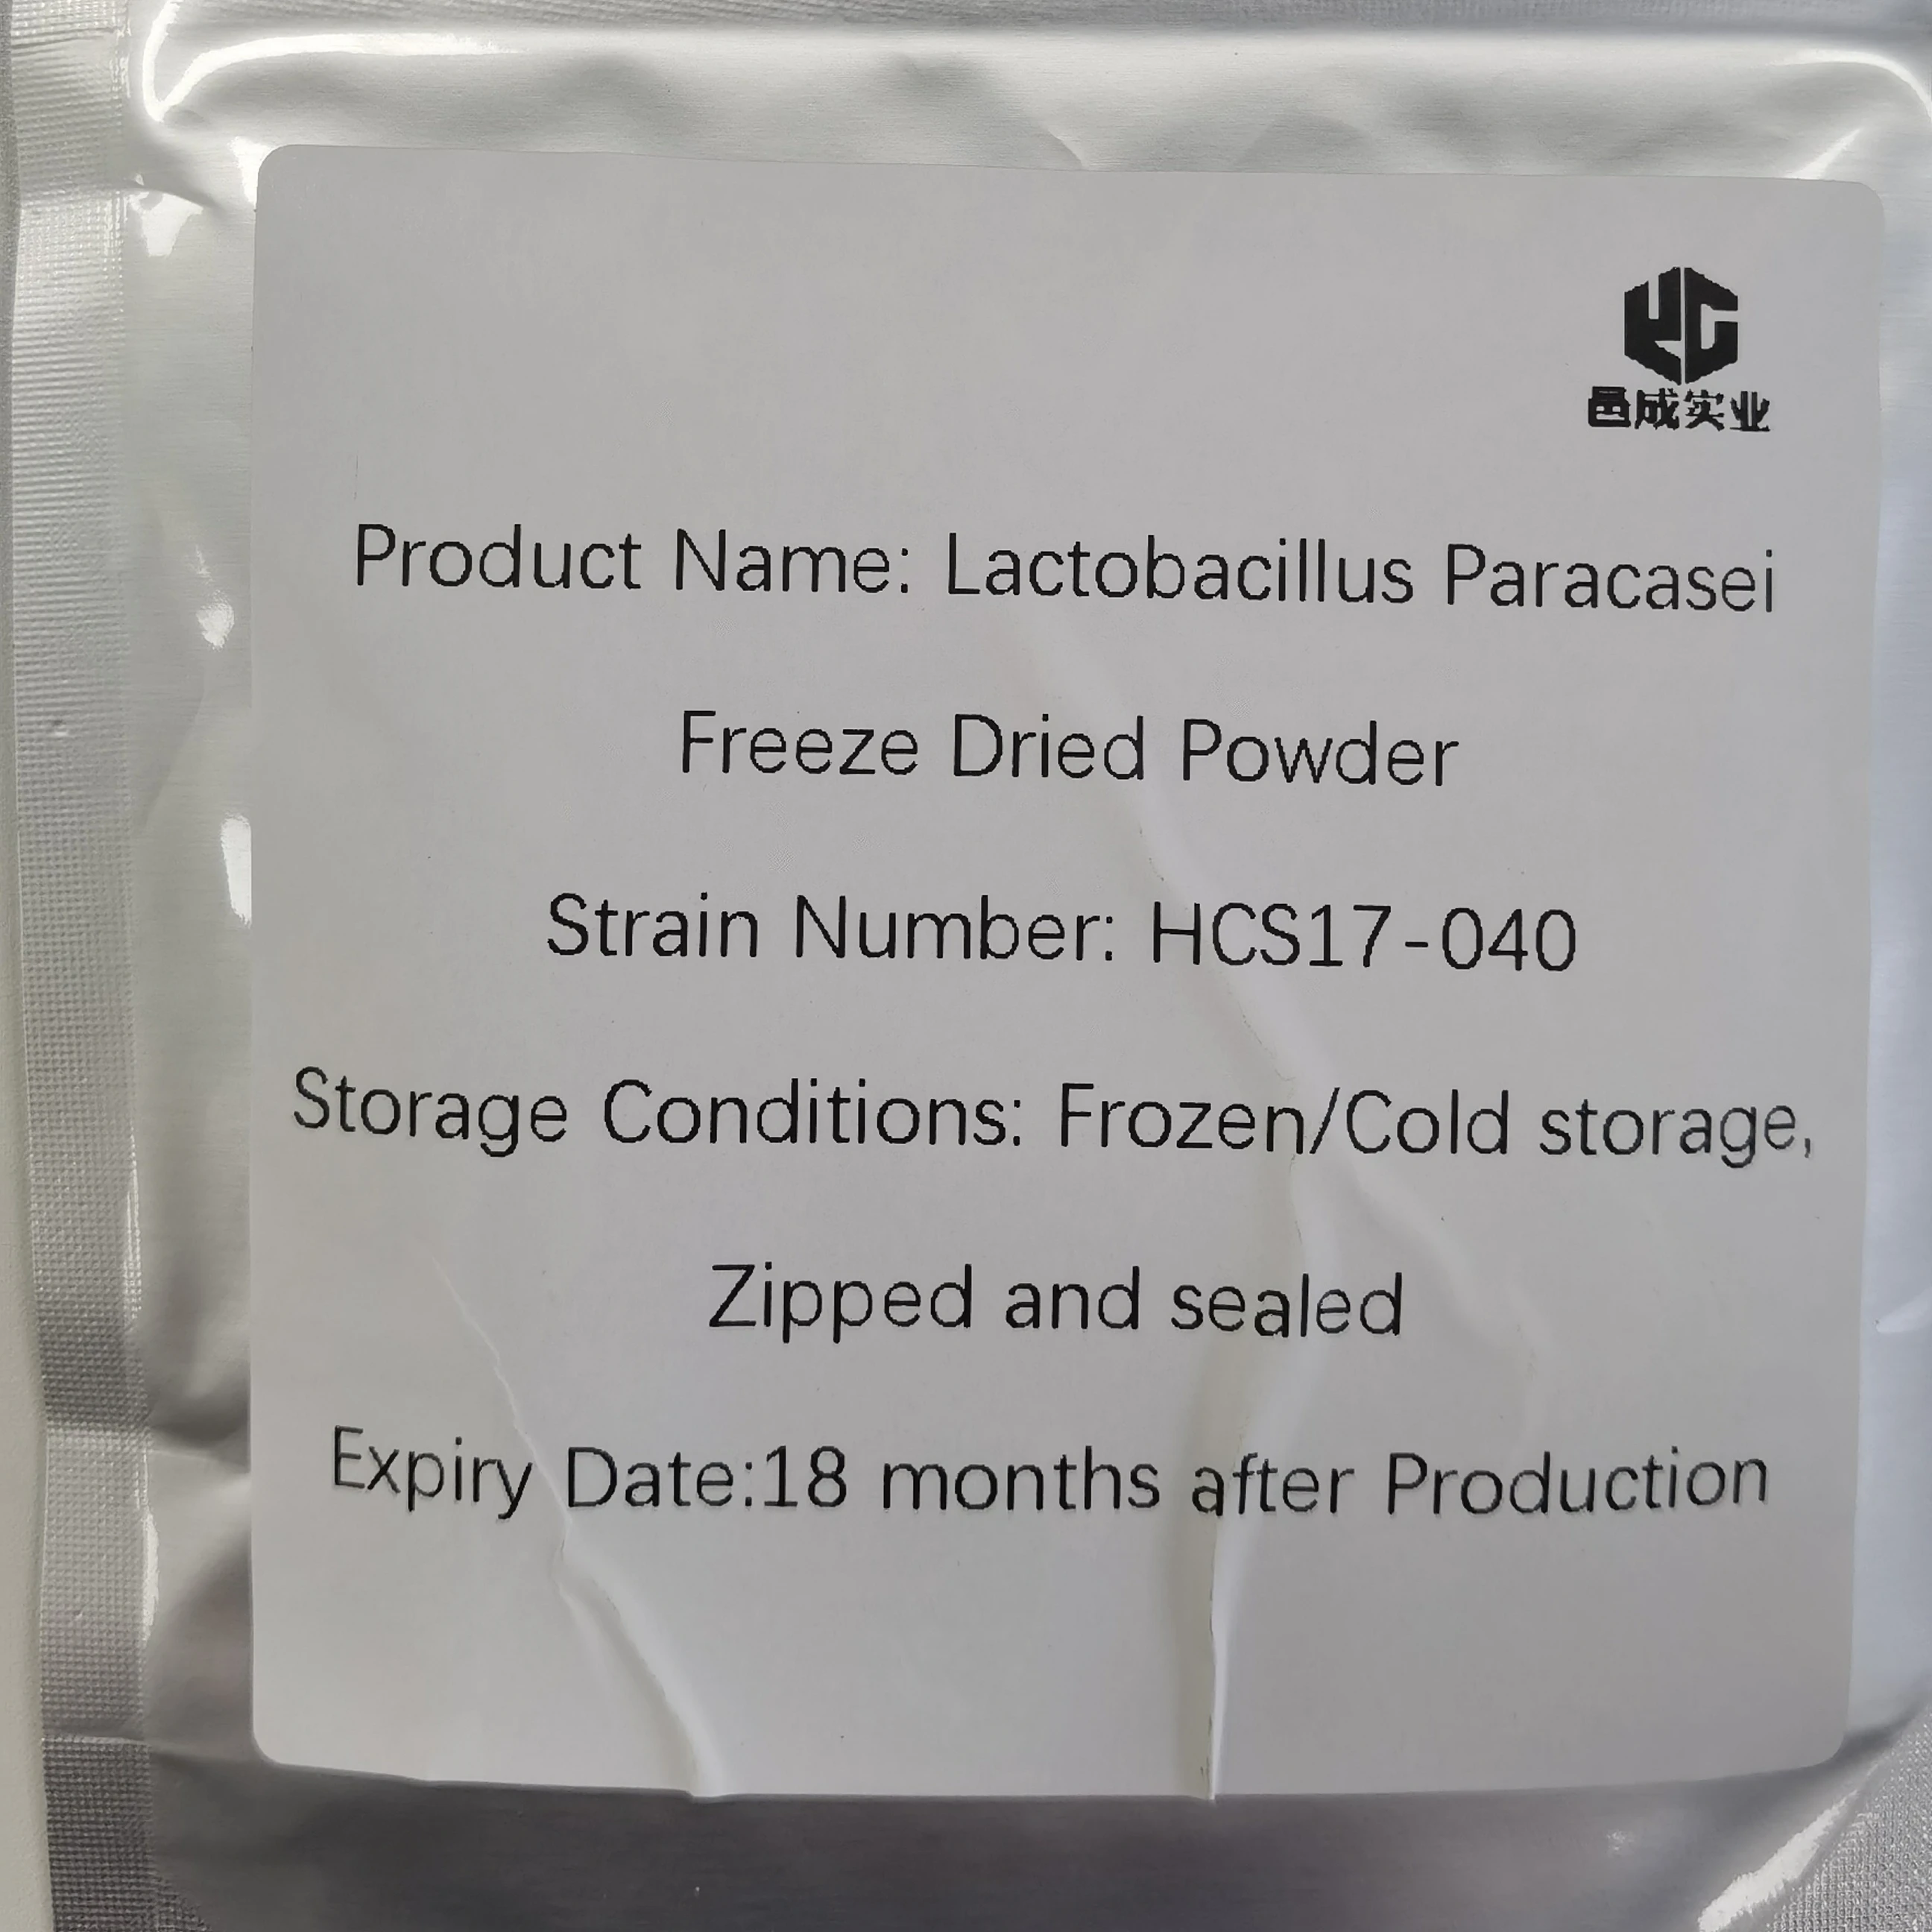 YC
邑成实业
Product Name: Lactobacillus Paracasei
Freeze Dried Powder
Strain Number: HCS17-040
Storage Conditions: Frozen/Cold storage,
Zipped and sealed
Expiry Date:18 months after Production